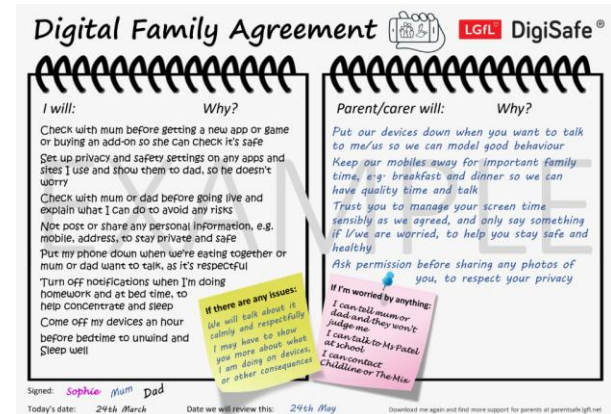 Digital Family Agreement LGfL DigiSafe®
I will: Why?
Check with mum before getting a new app or game
or buying an add-on so she can check it's safe
Set up privacy and safety settings on any apps and
sites I use and show them to dad, so he doesn't
worry
Check with mum or dad before going live and
explain what I can do to avoid any risks
Not post or share any personal information, e.g.
mobile, address, to stay private and safe
Put my phone down when we're eating together or
mum or dad want to talk, as it's respectful
Turn off notifications when I'm doing
homework and at bed time, to
help concentrate and sleep
Come off my devices an hour
before bedtime to unwind and
Sleep well
If there are any issues:
We will talk about it
calmly and respectfully
I may have to show
you more about what
I am doing on devices,
or other consequences
Parent/carer will: Why?
Put our devices down when you want to talk
to me/us so we can model good behaviour
Keep our mobiles away for important family
time, e.g. breakfast and dinner so we can
have quality time and talk
Trust you to manage your screen time
sensibly as we agreed, and only say something
if I/we are worried, to help you stay safe and
healthy
Ask permission before sharing any photos of
you, to respect your privacy
If I'm worried by anything:
I can tell mum or
dad and they won't
judge me
I can talk to Ms Patel
at school
I can contact
Childline or The Mix
EXAMPLE
Signed: Sophie Mum Dad
Today's date: 24th March Date we will review this: 24th May Download me again and find more support for parents at parentsafe.lgfl.net